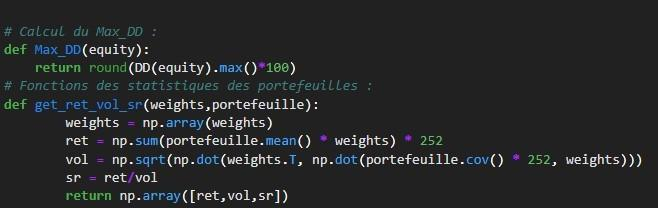 # Calcul du Max_DD :
def Max_DD(equity):
    return round(DD(equity).max()*100)
# Fonctions des statistiques des portefeuilles :
def get_ret_vol_sr(weights,portefeuille):
        weights = np.array(weights)
        ret = np.sum(portefeuille.mean() * weights) * 252
        vol = np.sqrt(np.dot(weights.T, np.dot(portefeuille.cov() * 252, weights)))
        sr = ret/vol
        return np.array([ret,vol,sr])